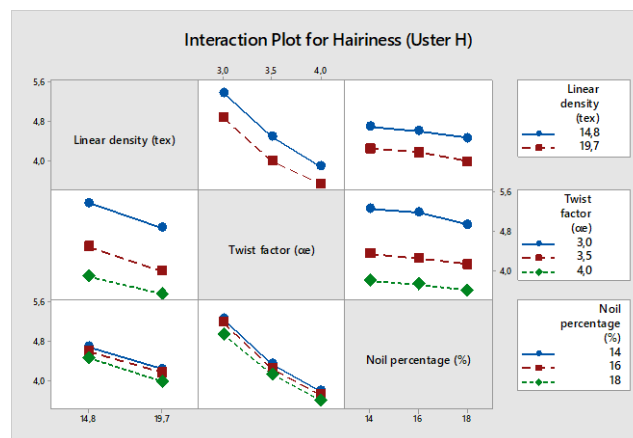 Interaction Plot for Hairiness (Uster H)
3,0 3,5 4,0
5,6
4,8
4,0
Linear density (tex)
Linear
density
(tex)
14,8
19,7
Twist factor (αe)
5,6
4,8
4,0
Twist
factor
(αe)
3,0
3,5
4,0
5,6
4,8
4,0
Noil percentage (%)
Noil
percentage
(%)
14
16
18
14,8 19,7 14 16 18